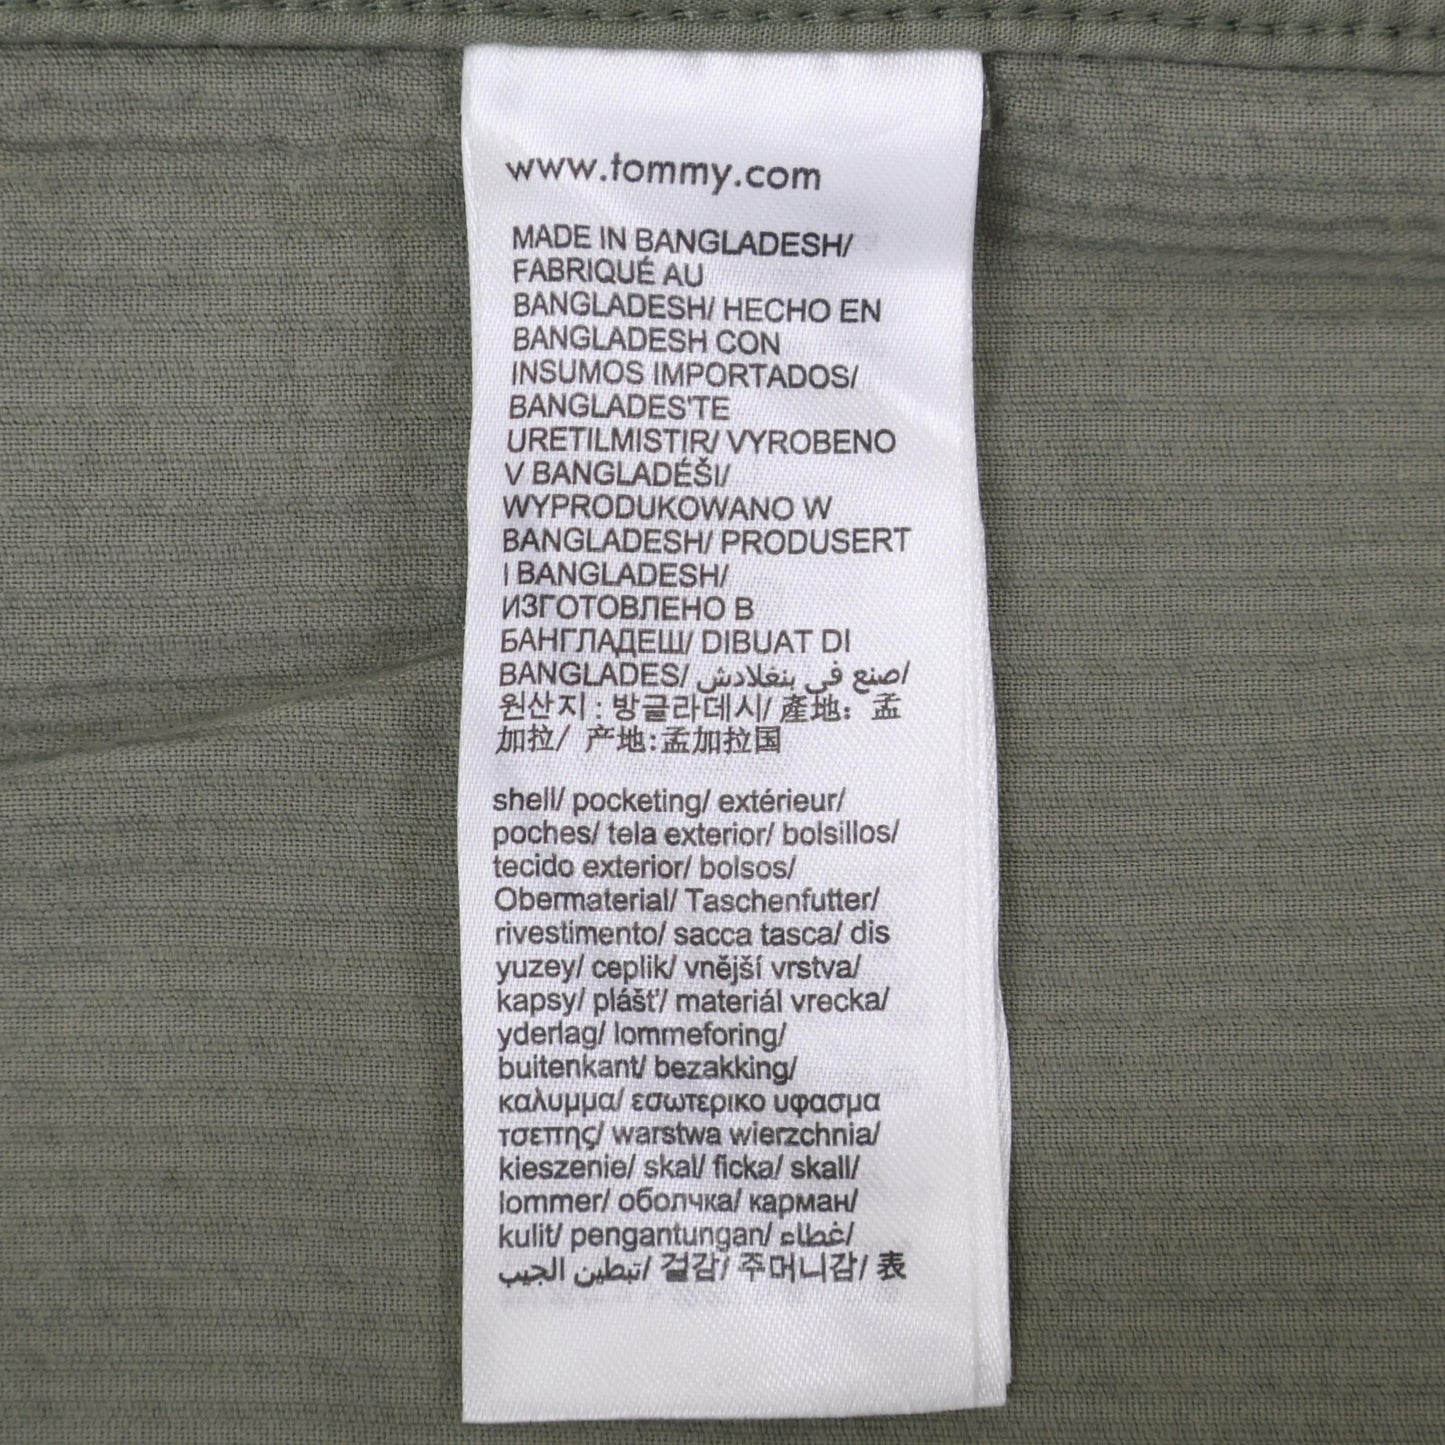 www.tommy.com
MADE IN BANGLADESH/
FABRIQUÉ AU
BANGLADESH/ HECHO EN
BANGLADESH CON
INSUMOS IMPORTADOS/
BANGLADES'TE
URETILMISTIR/ VYROBENO
V BANGLADÉŠI/
WYPRODUKOWANO W
BANGLADESH/ PRODUSERT
I BANGLADESH/
ИЗГОТОВЛЕНО В
БАНГЛАДЕШ/ DIBUAT DI
BANGLADES/ صنع في بنغلادش/
원산지 : 방글라데시/ 產地：孟
加拉/ 产地:孟加拉国
shell/ pocketing/ extérieur/
poches/ tela exterior/ bolsillos/
tecido exterior/ bolsos/
Obermaterial/ Taschenfutter/
rivestimento/ sacca tasca/ dis
yuzey/ ceplik/ vnější vrstva/
kapsy/ plášť/ materiál vrecka/
yderlag/ lommeforing/
buitenkant/ bezakking/
καλυμμα/ εσωτερικο υφασμα
τσεπης/ warstwa wierzchnia/
kieszenie/ skal/ ficka/ skall/
lommer/ оболчка/ карман/
kulit/ pengantungan/ غطاء/
تبطين الجيب/ 겉감/ 주머니감/ 表